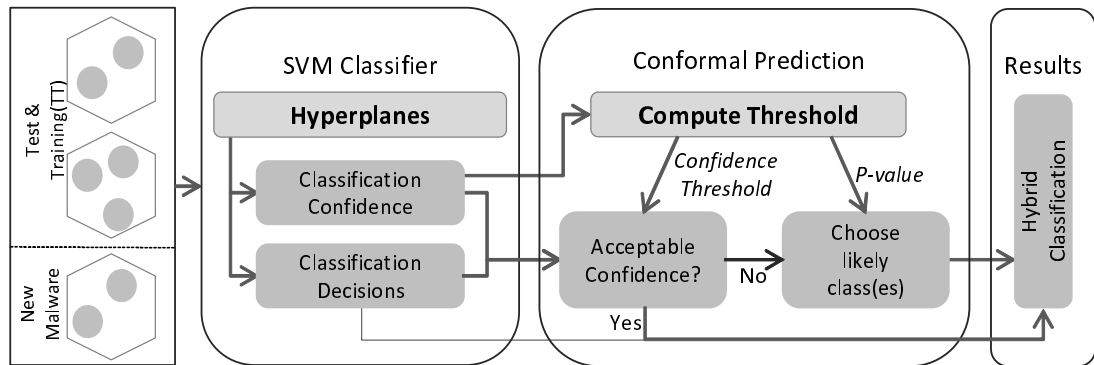 Test &
Training(TT)
New
Malware
SVM Classifier
Hyperplanes
Classification
Confidence
Classification
Decisions
Conformal Prediction
Compute Threshold
Confidence
Threshold
P-value
Acceptable
Confidence?
No
Yes
Choose
likely
class(es)
Results
Hybrid
Classification